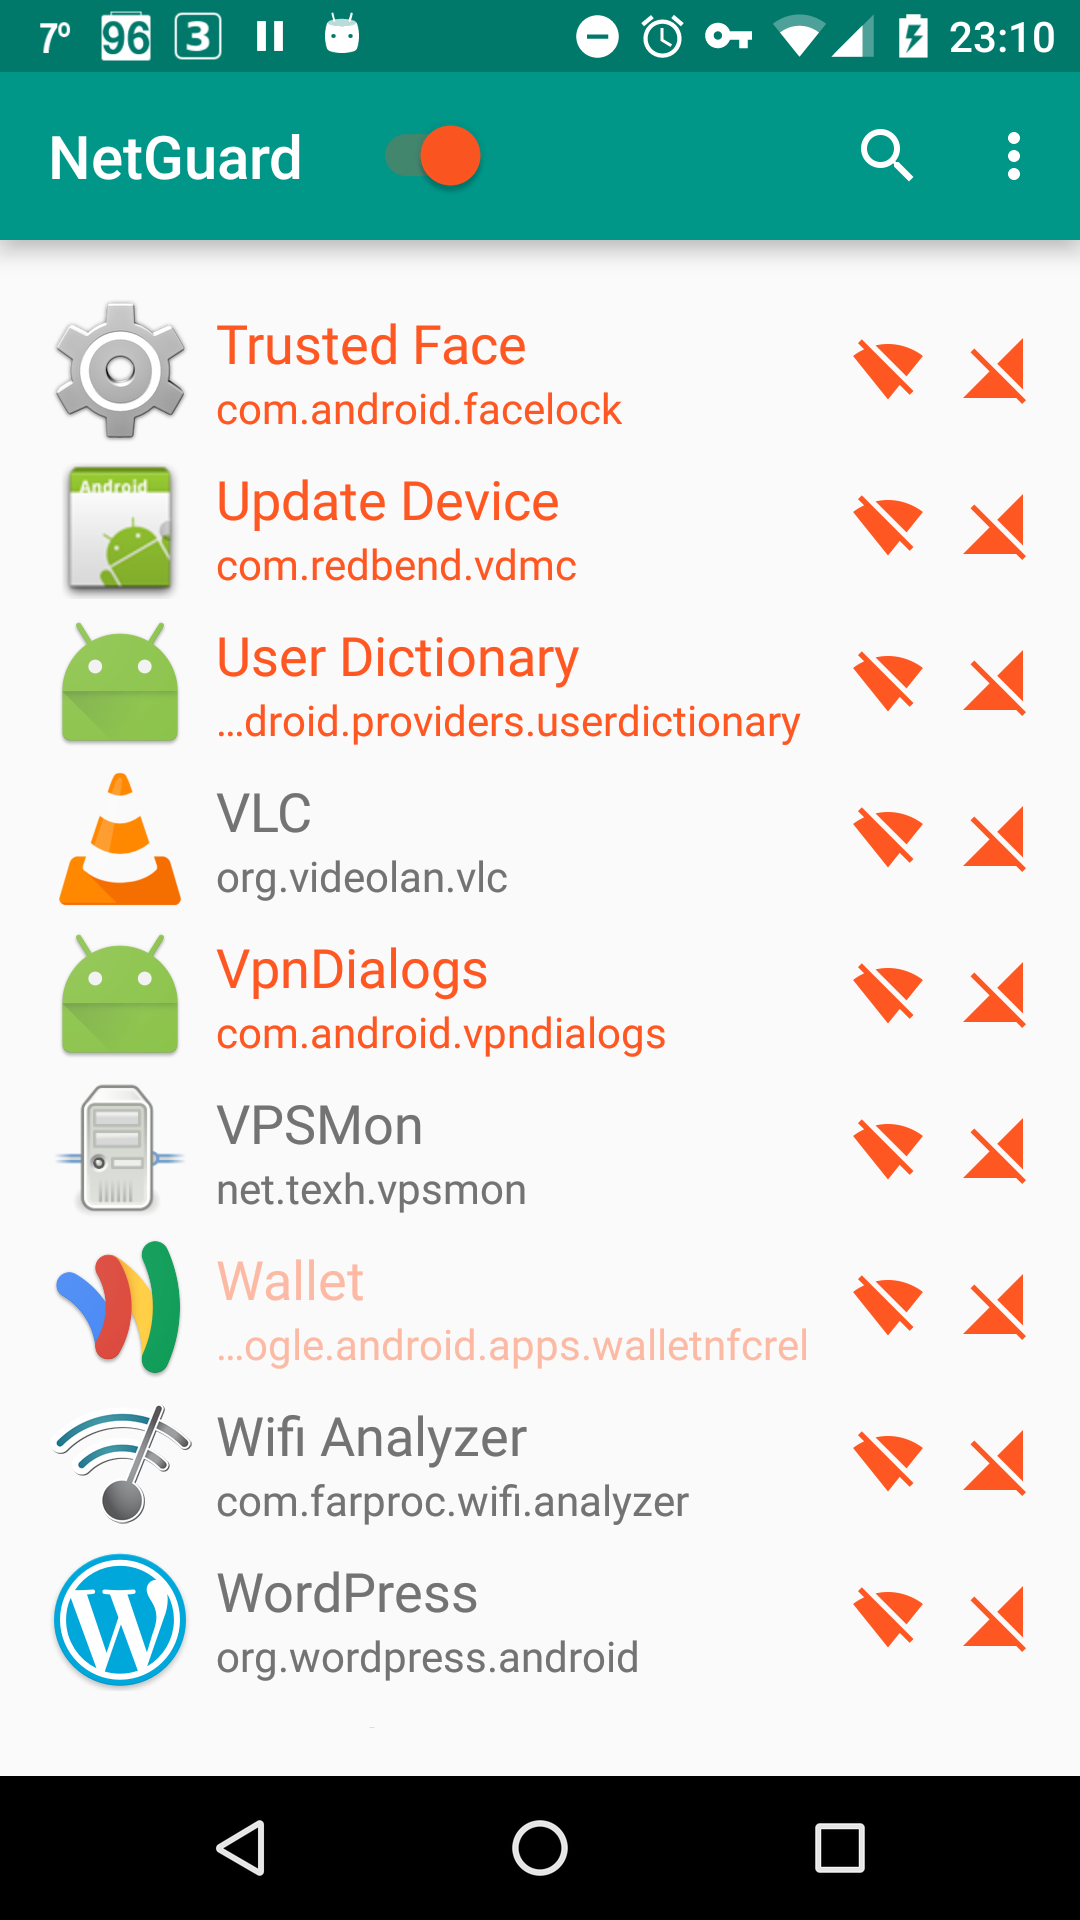 7º 96 3 23:10
NetGuard
Trusted Face
com.android.facelock
Android
Update Device
com.redbend.vdmc
User Dictionary
...droid.providers.userdictionary
VLC
org.videolan.vlc
VpnDialogs
com.android.vpndialogs
VPSMon
net.texh.vpsmon
Wallet
...ogle.android.apps.walletnfcrel
Wifi Analyzer
com.farproc.wifi.analyzer
WordPress
org.wordpress.android